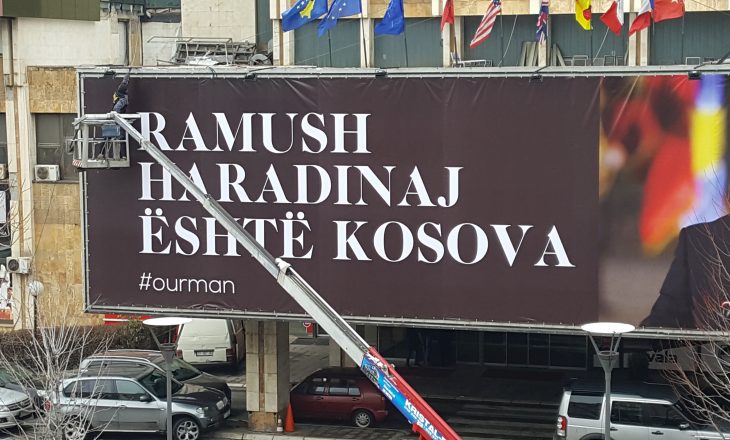 RAMUSH
HARADINAJ
ËSHTË KOSOVA
#ourman